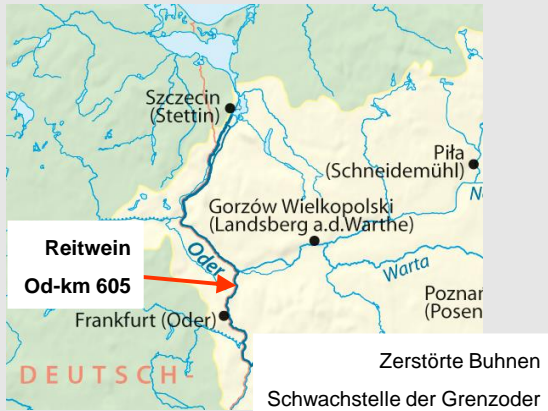 Szczecin
(Stettin)
Piła
(Schneidemühl)
Gorzów Wielkopolski
(Landsberg a.d.Warthe)
Reitwein
Od-km 605
Oder
Warta
Poznar
(Posen
Frankfurt (Oder)
DEUTSCH-
Zerstörte Buhnen
Schwachstelle der Grenzoder